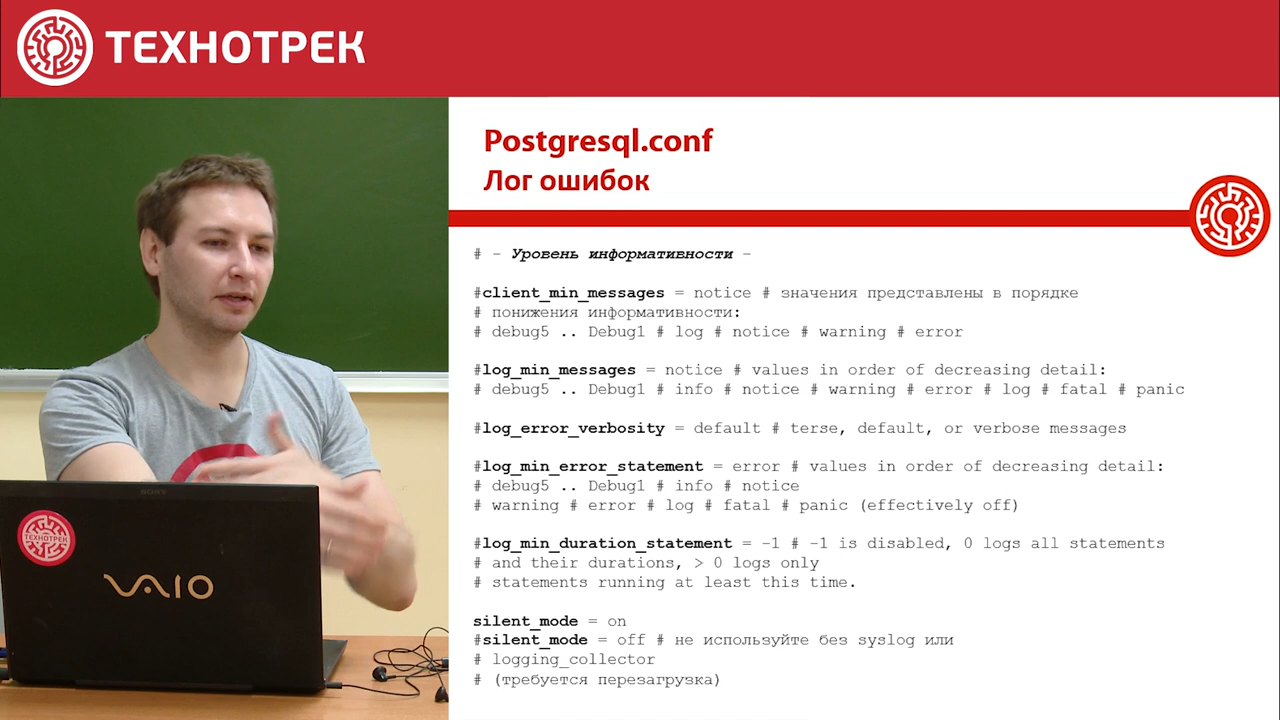 ТЕХНОТРЕК
Postgresql.conf
Лог ошибок
# - Уровень информативности -
#client_min_messages = notice # значения представлены в порядке
# понижения информативности:
# debug5 .. Debug1 # log # notice # warning # error
#log_min_messages = notice # values in order of decreasing detail:
# debug5 .. Debug1 # info # notice # warning # error # log # fatal # panic
#log_error_verbosity = default # terse, default, or verbose messages
#log_min_error_statement = error # values in order of decreasing detail:
# debug5 .. Debug1 # info # notice
# warning # error # log # fatal # panic (effectively off)
#log_min_duration_statement = -1 # -1 is disabled, 0 logs all statements
# and their durations, > 0 logs only
# statements running at least this time.
silent_mode = on
#silent_mode = off # не используйте без syslog или
# logging_collector
# (требуется перезагрузка)
SONY
ТЕХНОТРЕК
VAIO